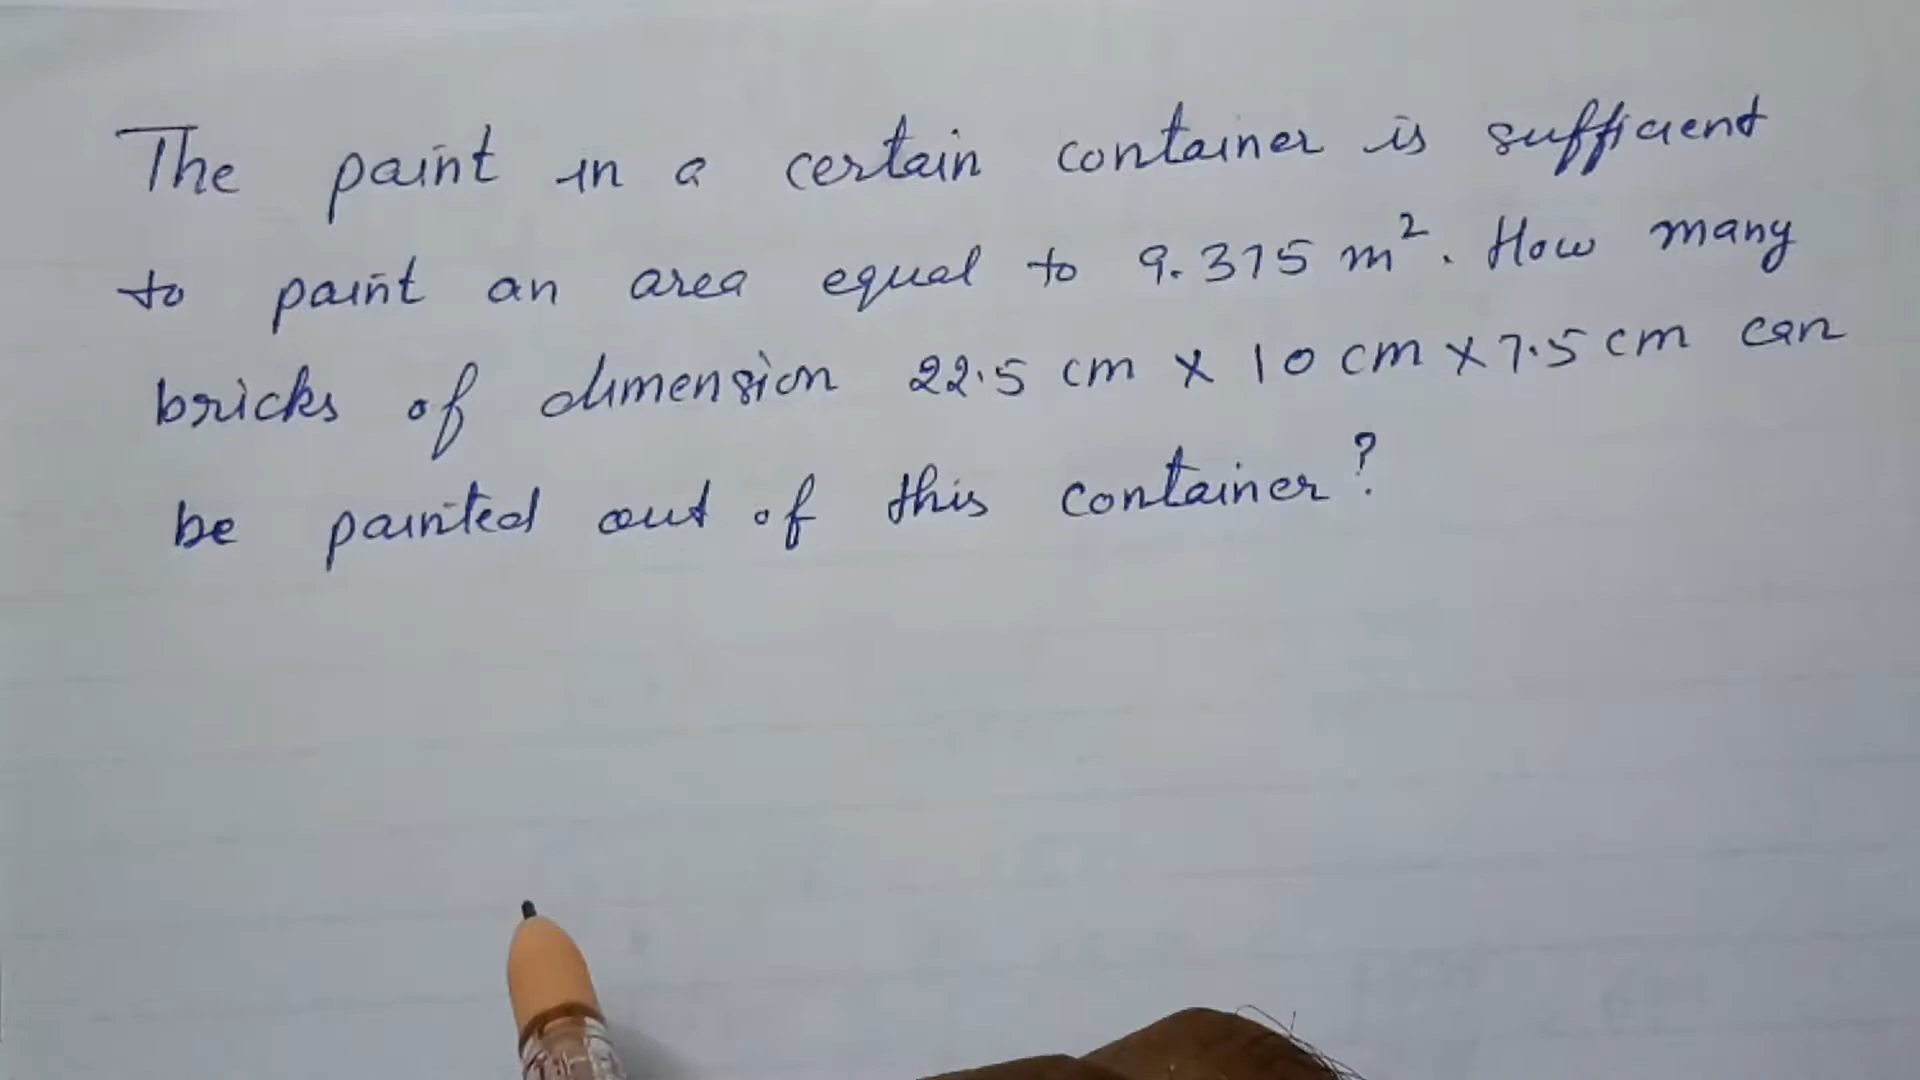 The paint in a certain container is sufficient
to paint an area equal to 9.375 m². How many
bricks of dimension 22.5 cm × 10 cm × 7.5 cm can
be painted out of this container?